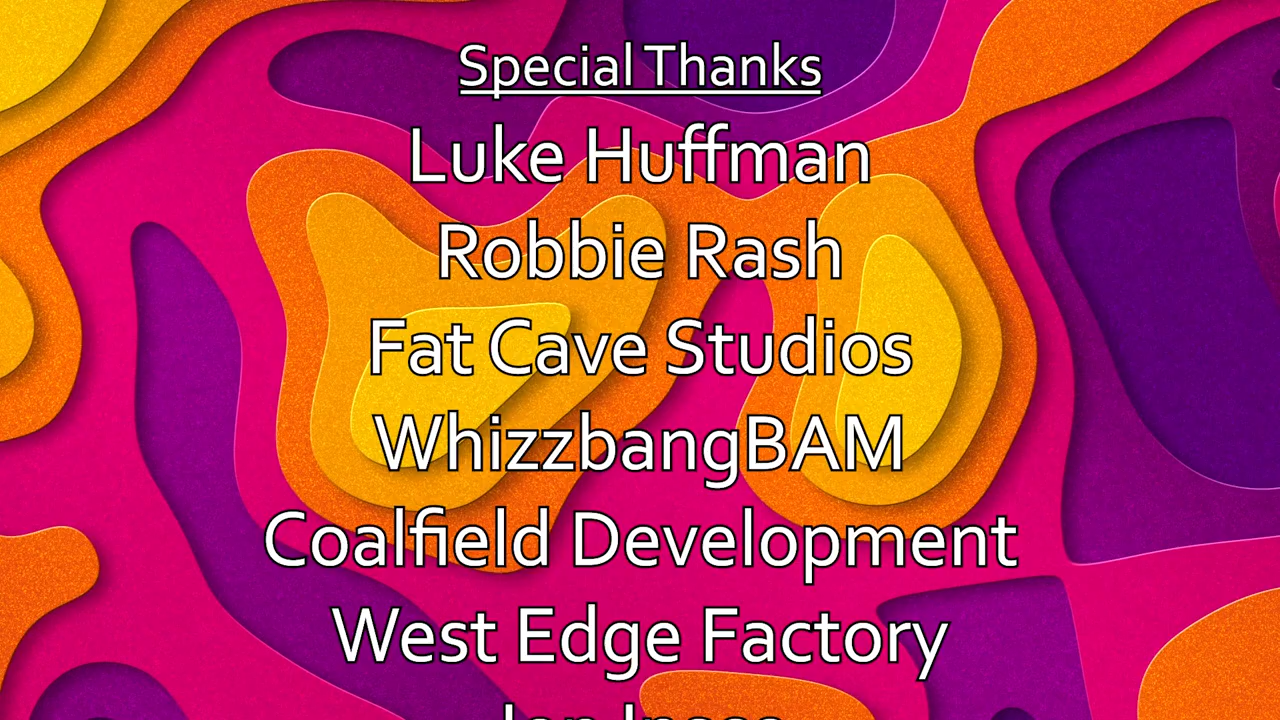 Special Thanks
Luke Huffman
Robbie Rash
Fat Cave Studios
WhizzbangBAM
Coalfield Development
West Edge Factory